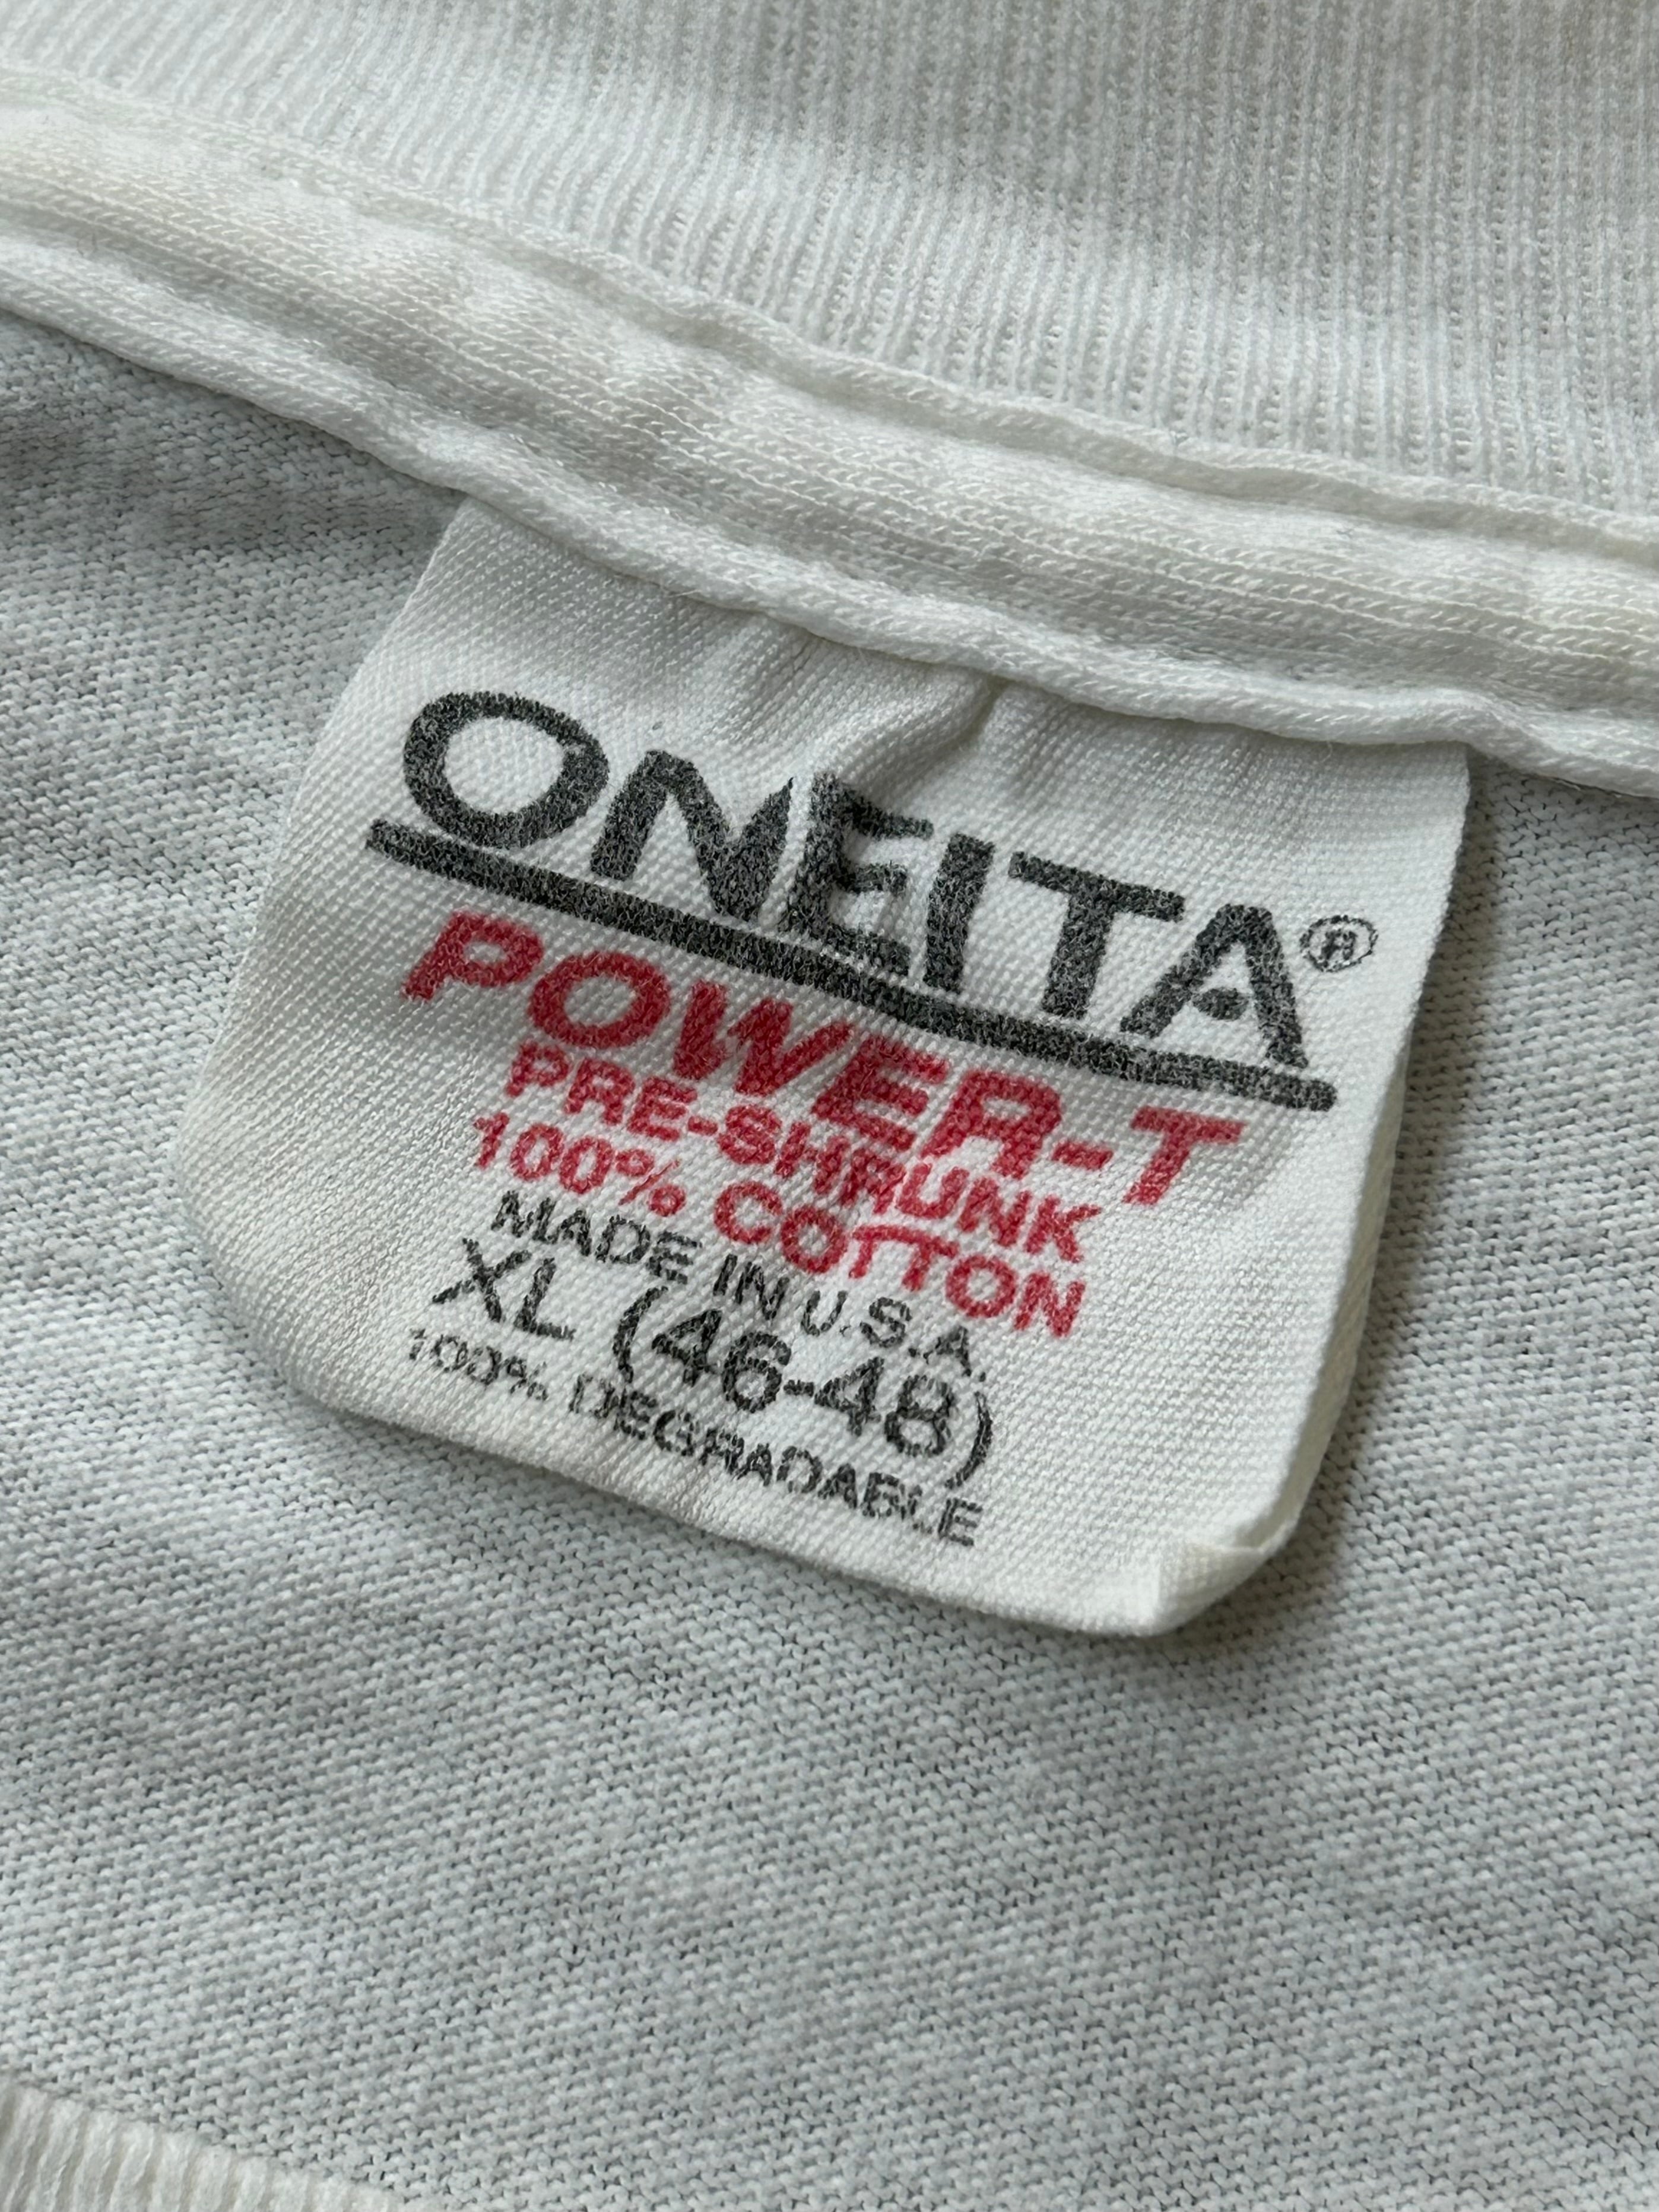 ONEITA®
POWER-T
PRE-SHRUNK
100% COTTON
MADE IN U.S.A.
XL (46-48)
100% DEGRADABLE